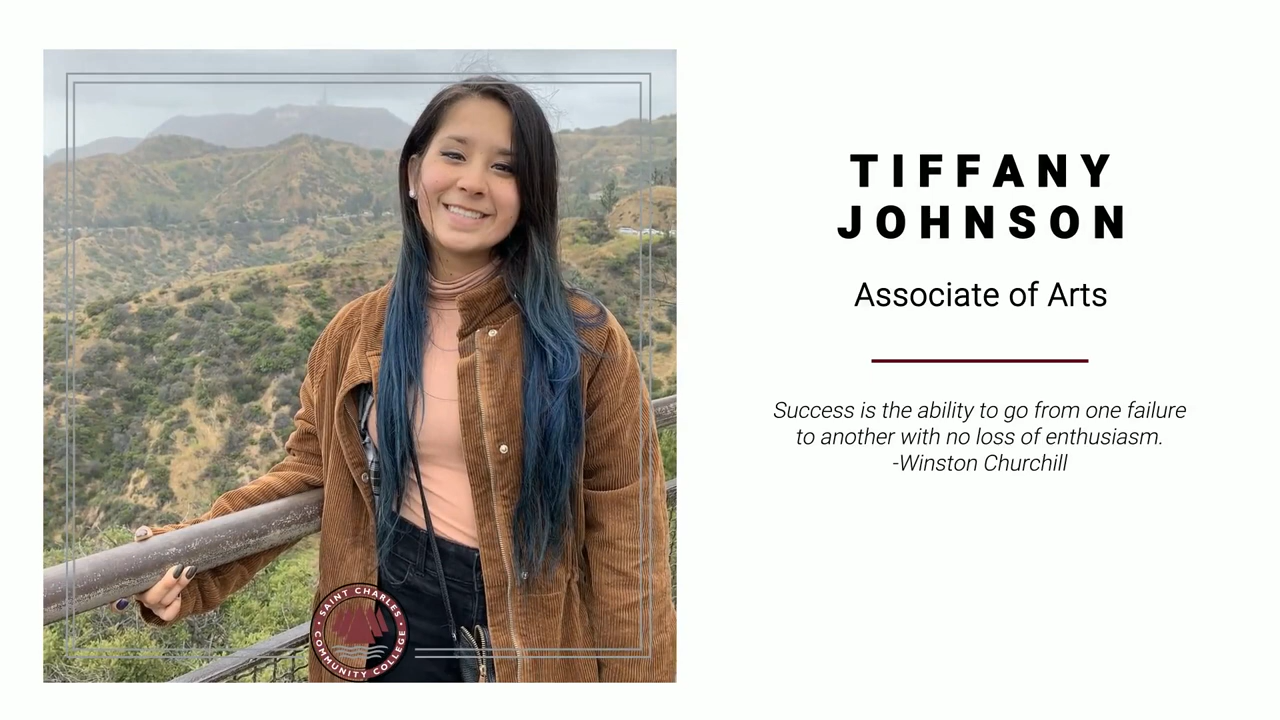 TIFFANY
JOHNSON
Associate of Arts
Success is the ability to go from one failure
to another with no loss of enthusiasm.
-Winston Churchill
SAINT CHARLES
COMMUNITY COLLEGE